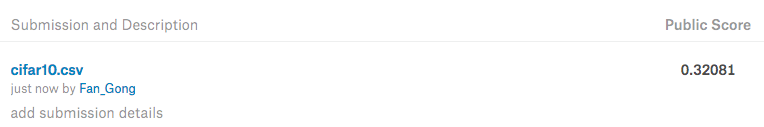 Submission and Description Public Score
cifar10.csv 0.32081
just now by Fan_Gong
add submission details